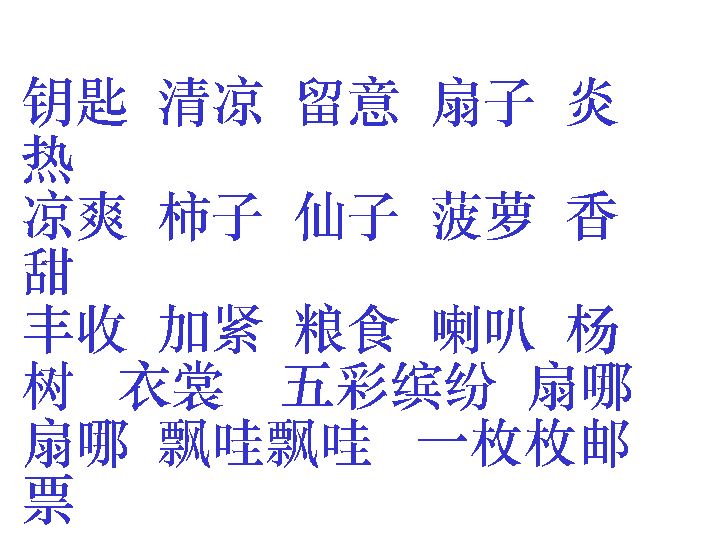 钥匙 清凉 留意 扇子 炎
热
凉爽 柿子 仙子 菠萝 香
甜
丰收 加紧 粮食 喇叭 杨
树 衣裳 五彩缤纷 扇哪
扇哪 飘哇飘哇 一枚枚邮
票